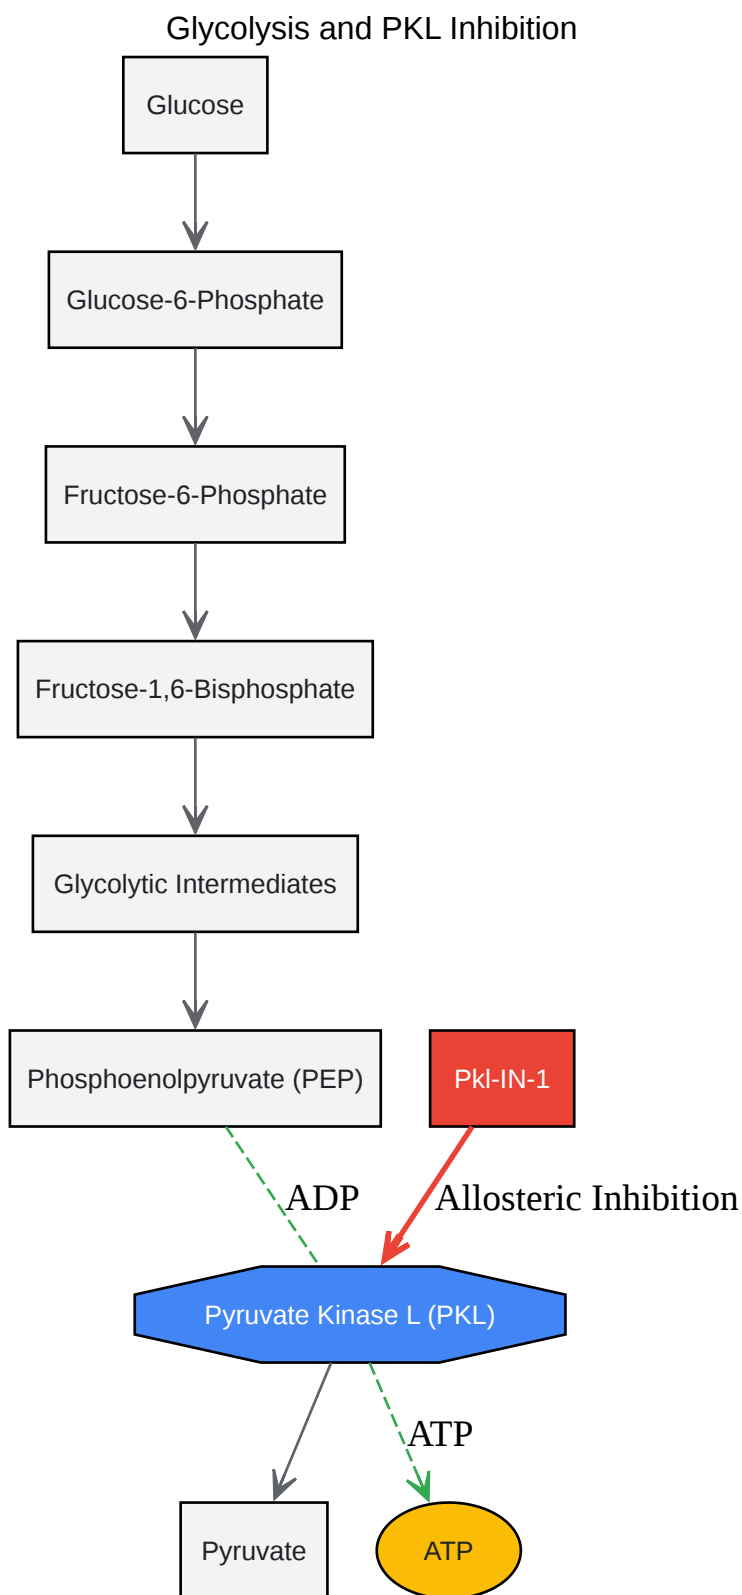 Glycolysis and PKL Inhibition
Glucose
Glucose-6-Phosphate
Fructose-6-Phosphate
Fructose-1,6-Bisphosphate
Glycolytic Intermediates
Phosphoenolpyruvate (PEP)
Pkl-IN-1
ADP
Allosteric Inhibition
Pyruvate Kinase L (PKL)
ATP
Pyruvate
ATP